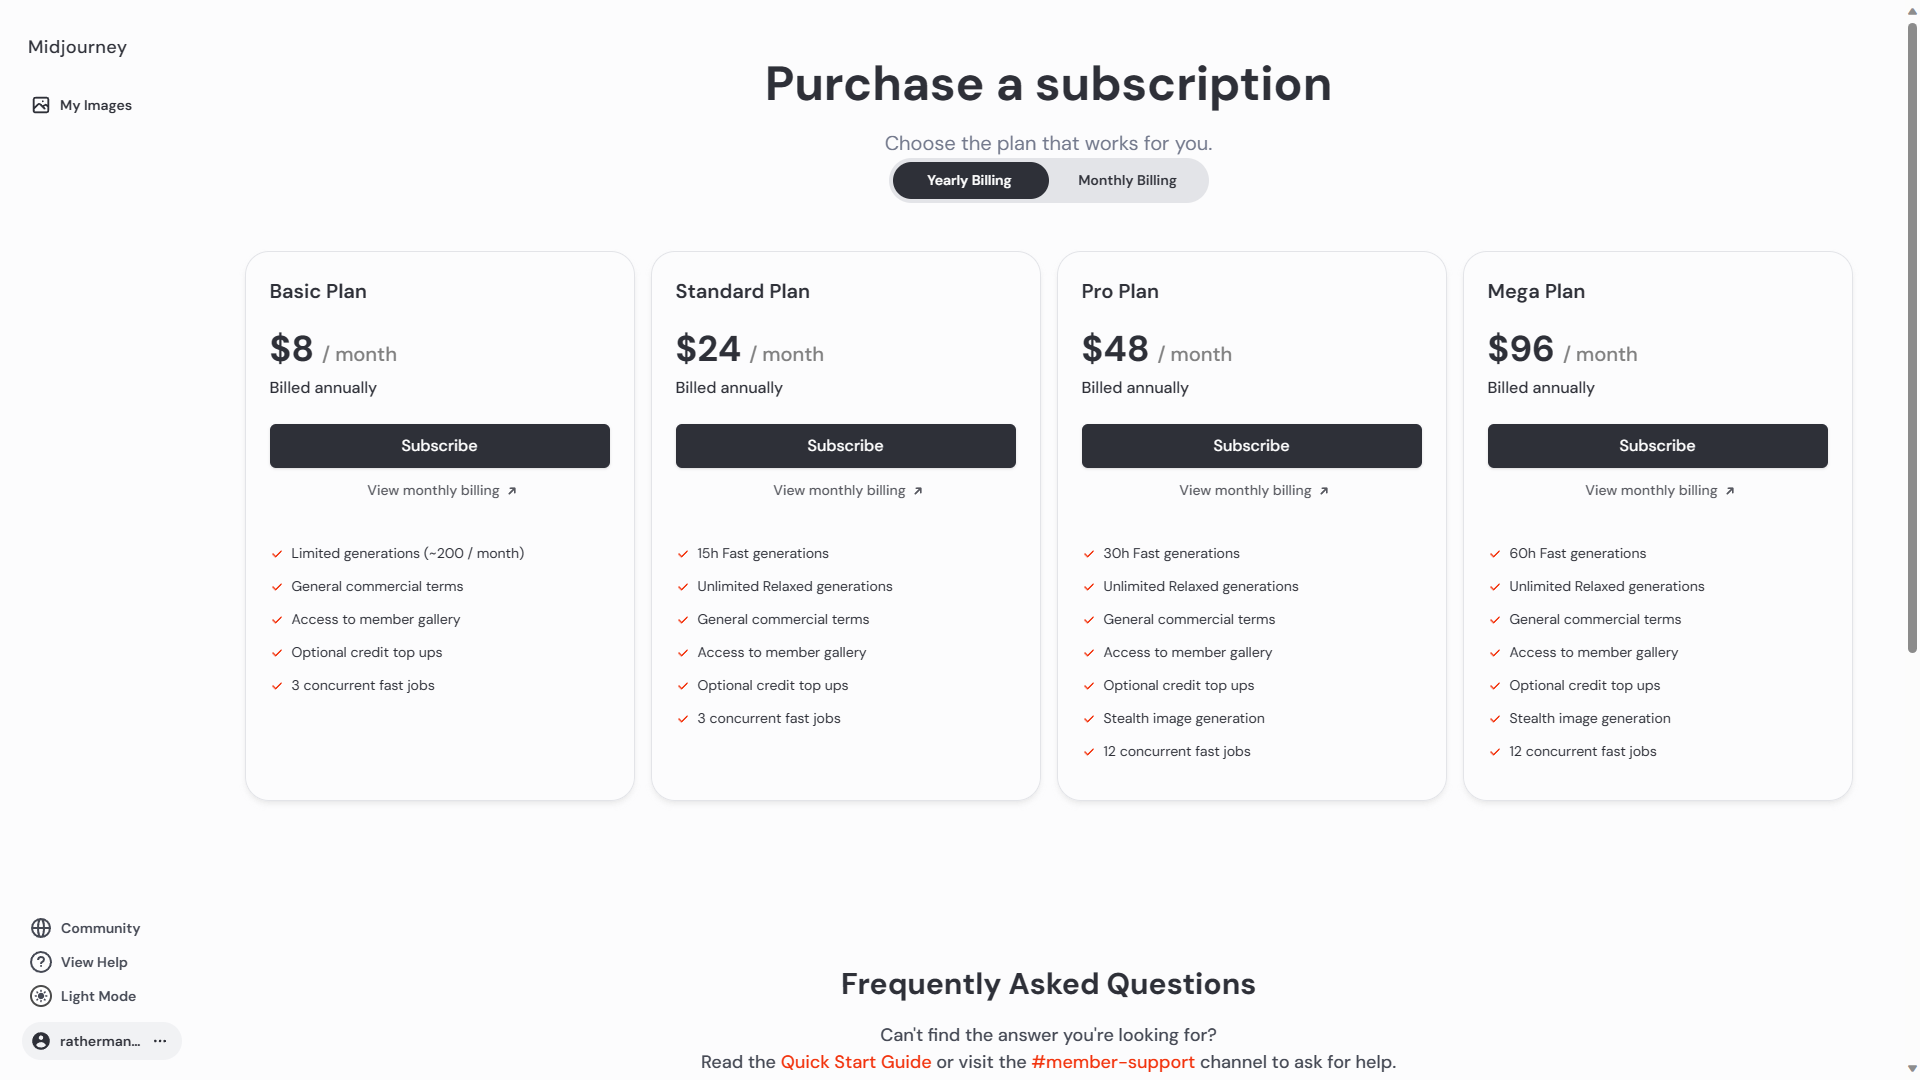 Midjourney
My Images
Purchase a subscription
Choose the plan that works for you.
Yearly Billing
Monthly Billing
Basic Plan
$8 / month
Billed annually
Subscribe
View monthly billing
Limited generations (~200 / month)
General commercial terms
Access to member gallery
Optional credit top ups
3 concurrent fast jobs
Standard Plan
$24 / month
Billed annually
Subscribe
View monthly billing
15h Fast generations
Unlimited Relaxed generations
General commercial terms
Access to member gallery
Optional credit top ups
3 concurrent fast jobs
Pro Plan
$48 / month
Billed annually
Subscribe
View monthly billing
30h Fast generations
Unlimited Relaxed generations
General commercial terms
Access to member gallery
Optional credit top ups
Stealth image generation
12 concurrent fast jobs
Mega Plan
$96 / month
Billed annually
Subscribe
View monthly billing
60h Fast generations
Unlimited Relaxed generations
General commercial terms
Access to member gallery
Optional credit top ups
Stealth image generation
12 concurrent fast jobs
Community
View Help
Light Mode
ratherman...
Frequently Asked Questions
Can't find the answer you're looking for?
Read the Quick Start Guide or visit the #member-support channel to ask for help.